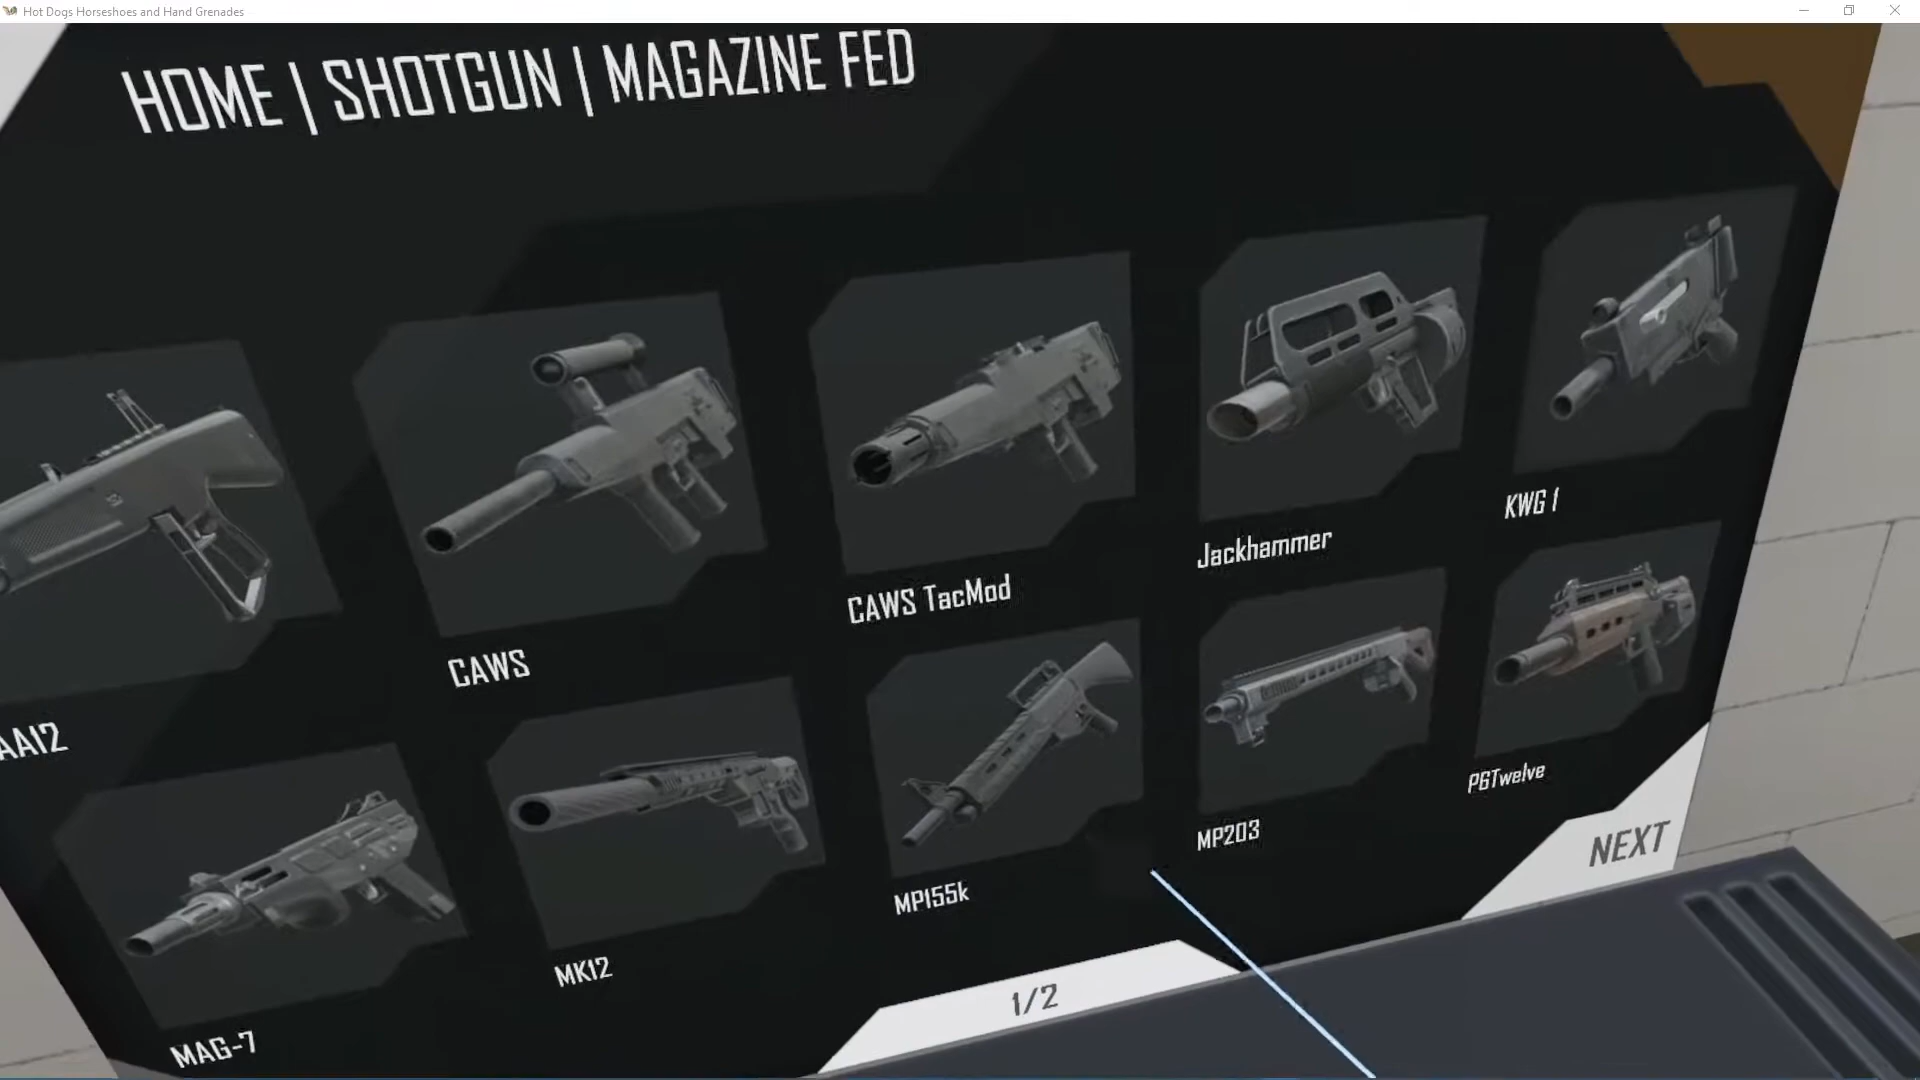 Hot Dogs Horseshoes and Hand Grenades
HOME | SHOTGUN | MAGAZINE FED
AA12
CAWS
CAWS TacMod
Jackhammer
KWG 1
MAG-7
MK12
MP155k
MP203
P6Twelve
1/2
NEXT